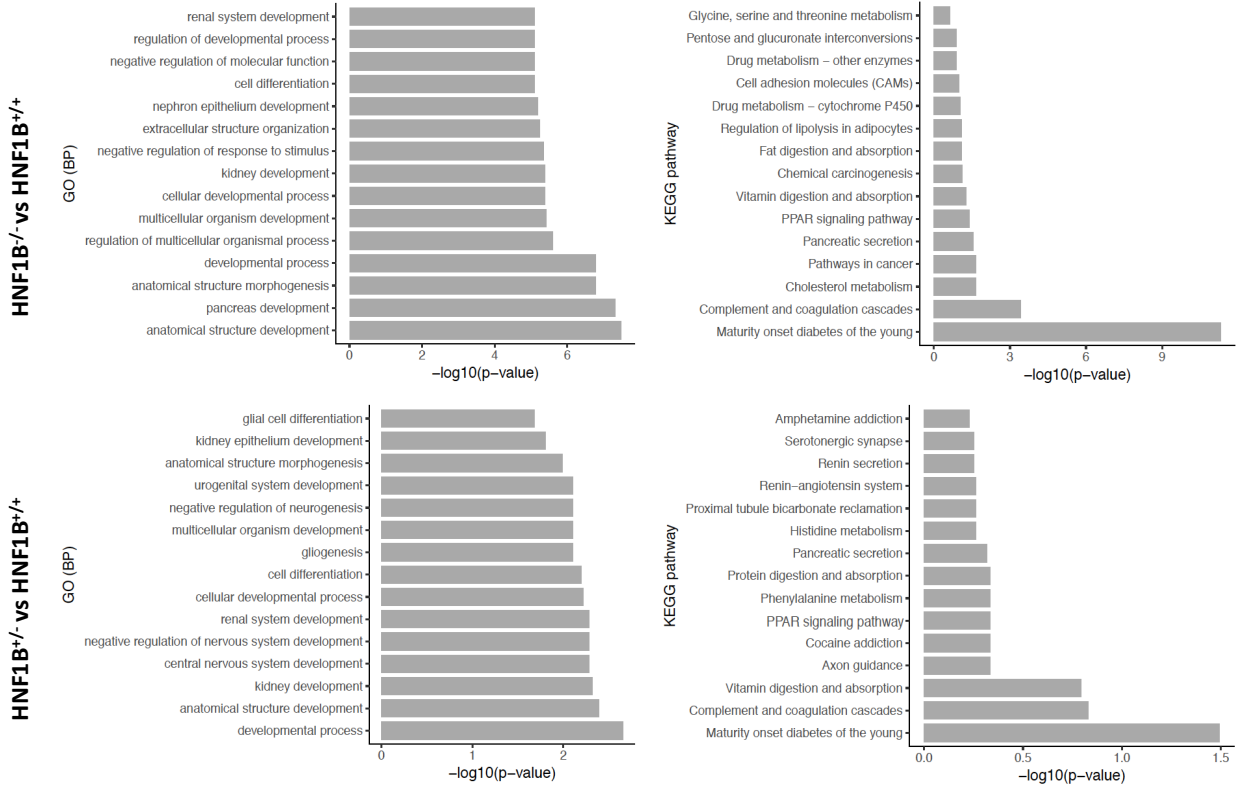 HNF1B-/- vs HNF1B+/+
GO (BP)
renal system development
regulation of developmental process
negative regulation of molecular function
cell differentiation
nephron epithelium development
extracellular structure organization
negative regulation of response to stimulus
kidney development
cellular developmental process
multicellular organism development
regulation of multicellular organismal process
developmental process
anatomical structure morphogenesis
pancreas development
anatomical structure development
0 2 4 6
−log10(p−value)
KEGG pathway
Glycine, serine and threonine metabolism
Pentose and glucuronate interconversions
Drug metabolism − other enzymes
Cell adhesion molecules (CAMs)
Drug metabolism − cytochrome P450
Regulation of lipolysis in adipocytes
Fat digestion and absorption
Chemical carcinogenesis
Vitamin digestion and absorption
PPAR signaling pathway
Pancreatic secretion
Pathways in cancer
Cholesterol metabolism
Complement and coagulation cascades
Maturity onset diabetes of the young
0 3 6 9
−log10(p−value)
HNF1B+/- vs HNF1B+/+
GO (BP)
glial cell differentiation
kidney epithelium development
anatomical structure morphogenesis
urogenital system development
negative regulation of neurogenesis
multicellular organism development
gliogenesis
cell differentiation
cellular developmental process
renal system development
negative regulation of nervous system development
central nervous system development
kidney development
anatomical structure development
developmental process
0 1 2
−log10(p−value)
KEGG pathway
Amphetamine addiction
Serotonergic synapse
Renin secretion
Renin−angiotensin system
Proximal tubule bicarbonate reclamation
Histidine metabolism
Pancreatic secretion
Protein digestion and absorption
Phenylalanine metabolism
PPAR signaling pathway
Cocaine addiction
Axon guidance
Vitamin digestion and absorption
Complement and coagulation cascades
Maturity onset diabetes of the young
0.0 0.5 1.0 1.5
−log10(p−value)